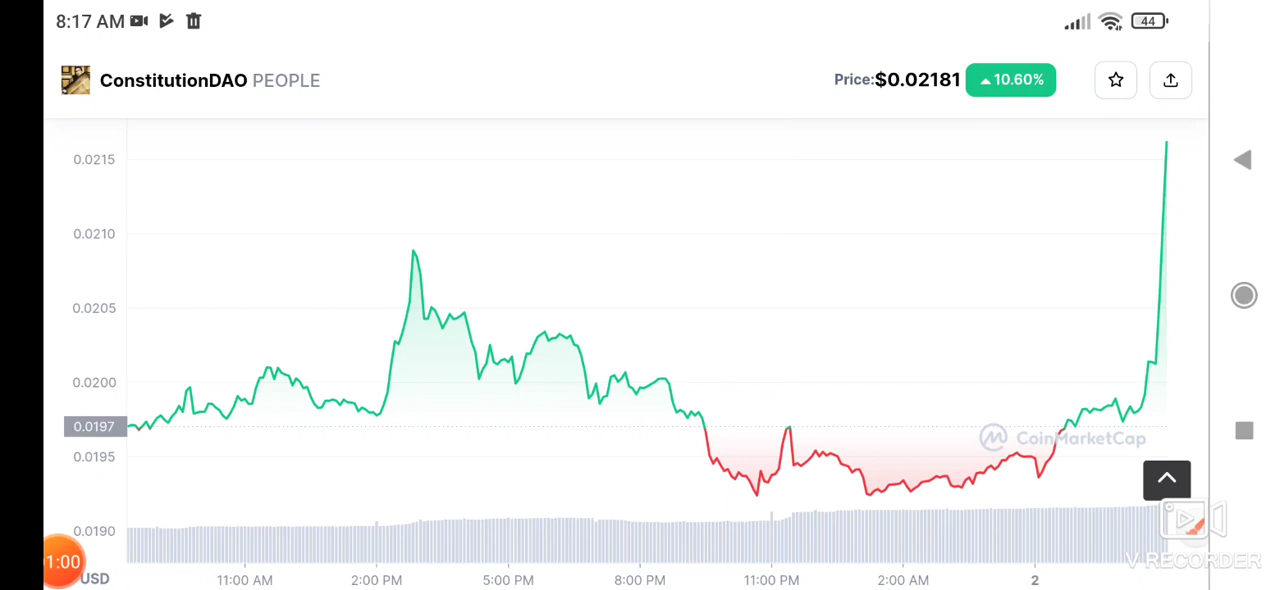 8:17 AM
44
ConstitutionDAO PEOPLE
Price:$0.02181 10.60%
0.0215
0.0210
0.0205
0.0200
0.0197
0.0195
0.0190
CoinMarketCap
1:00
USD
11:00 AM 2:00 PM 5:00 PM 8:00 PM 11:00 PM 2:00 AM 2
V RECORDER